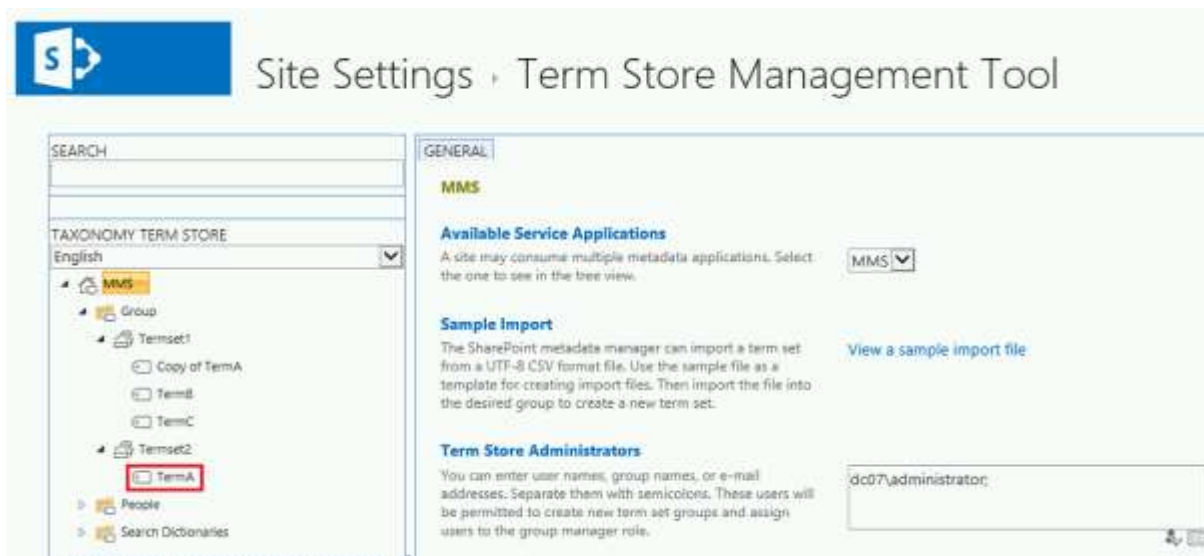 S
Site Settings › Term Store Management Tool
SEARCH
TAXONOMY TERM STORE
English
MMS
Group
Termset1
Copy of TermA
TermB
TermC
Termset2
TermA
People
Search Dictionaries
GENERAL
MMS
Available Service Applications
A site may consume multiple metadata applications. Select
the one to see in the tree view.
MMS
Sample Import
The SharePoint metadata manager can import a term set
from a UTF-8 CSV format file. Use the sample file as a
template for creating import files. Then import the file into
the desired group to create a new term set.
View a sample import file
Term Store Administrators
You can enter user names, group names, or e-mail
addresses. Separate them with semicolons. These users will
be permitted to create new term set groups and assign
users to the group manager role.
dc07\administrator;